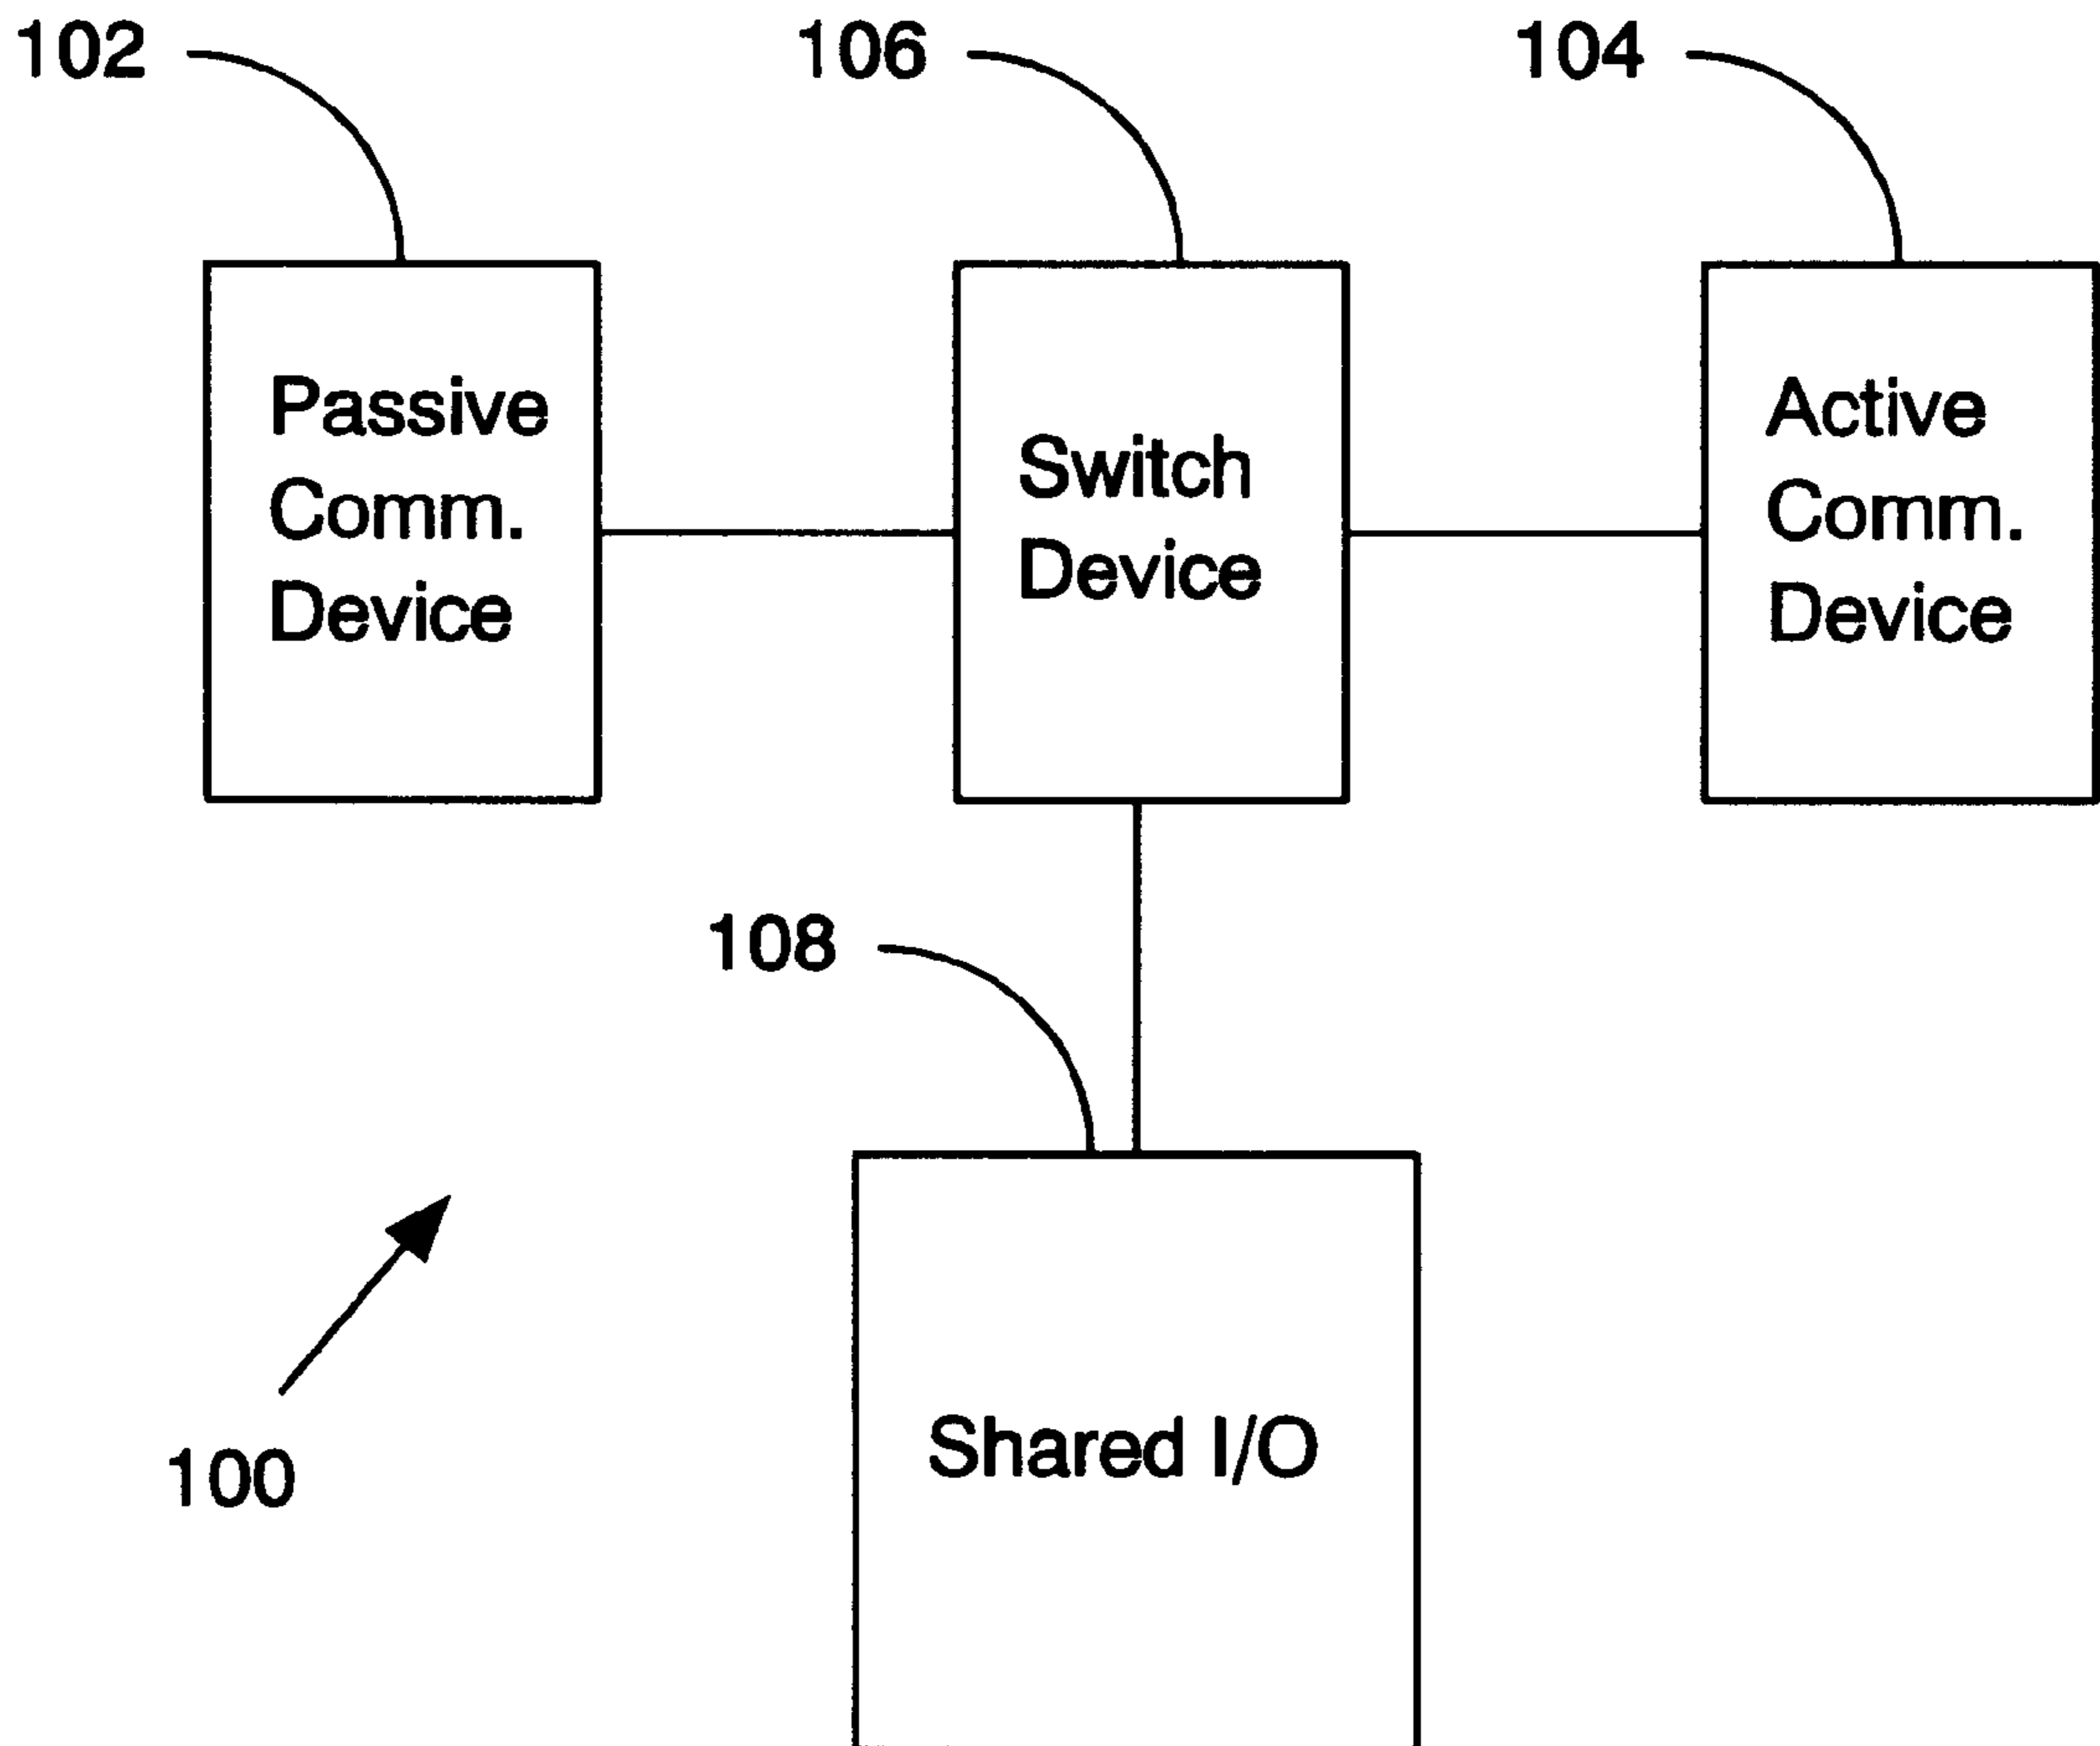 102
106
104
Passive
Comm.
Device
Switch
Device
Active
Comm.
Device
108
Shared I/O
100